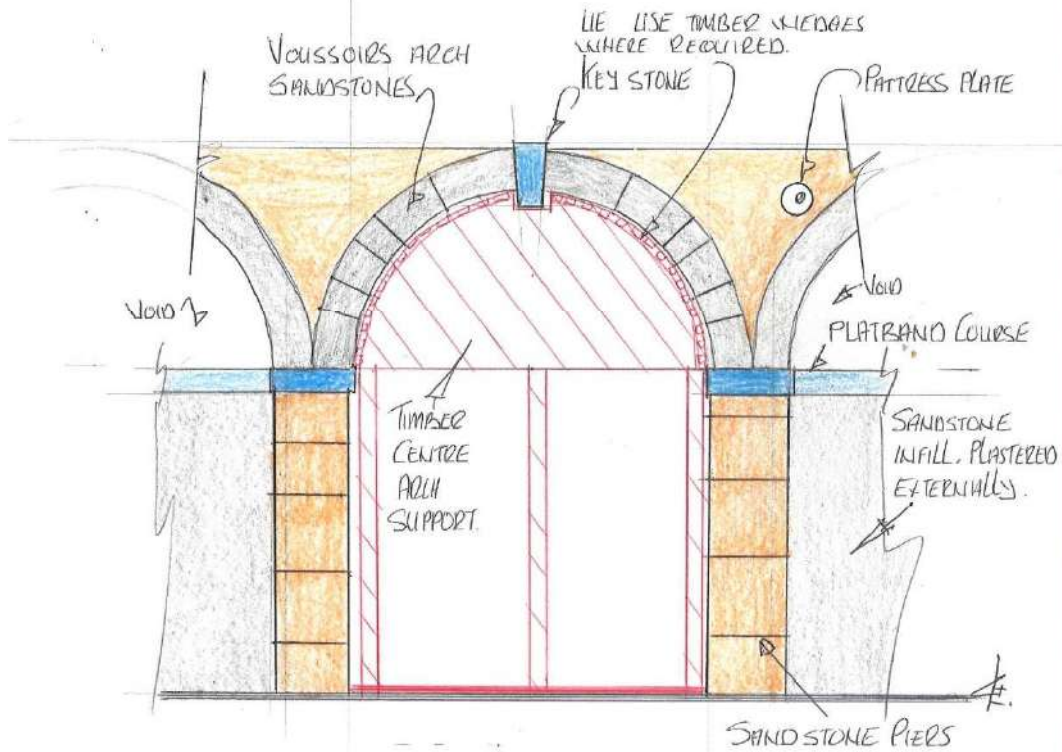 WE USE TIMBER WEDGES
WHERE REQUIRED.
VOUSSOIRS ARCH
SANDSTONES
KEY STONE
PATTRESS PLATE
VOID
VOID
PLATBAND COURSE
TIMBER
CENTRE
ARCH
SUPPORT.
SANDSTONE
INFILL. PLASTERED
EXTERNALLY.
SANDSTONE PIERS